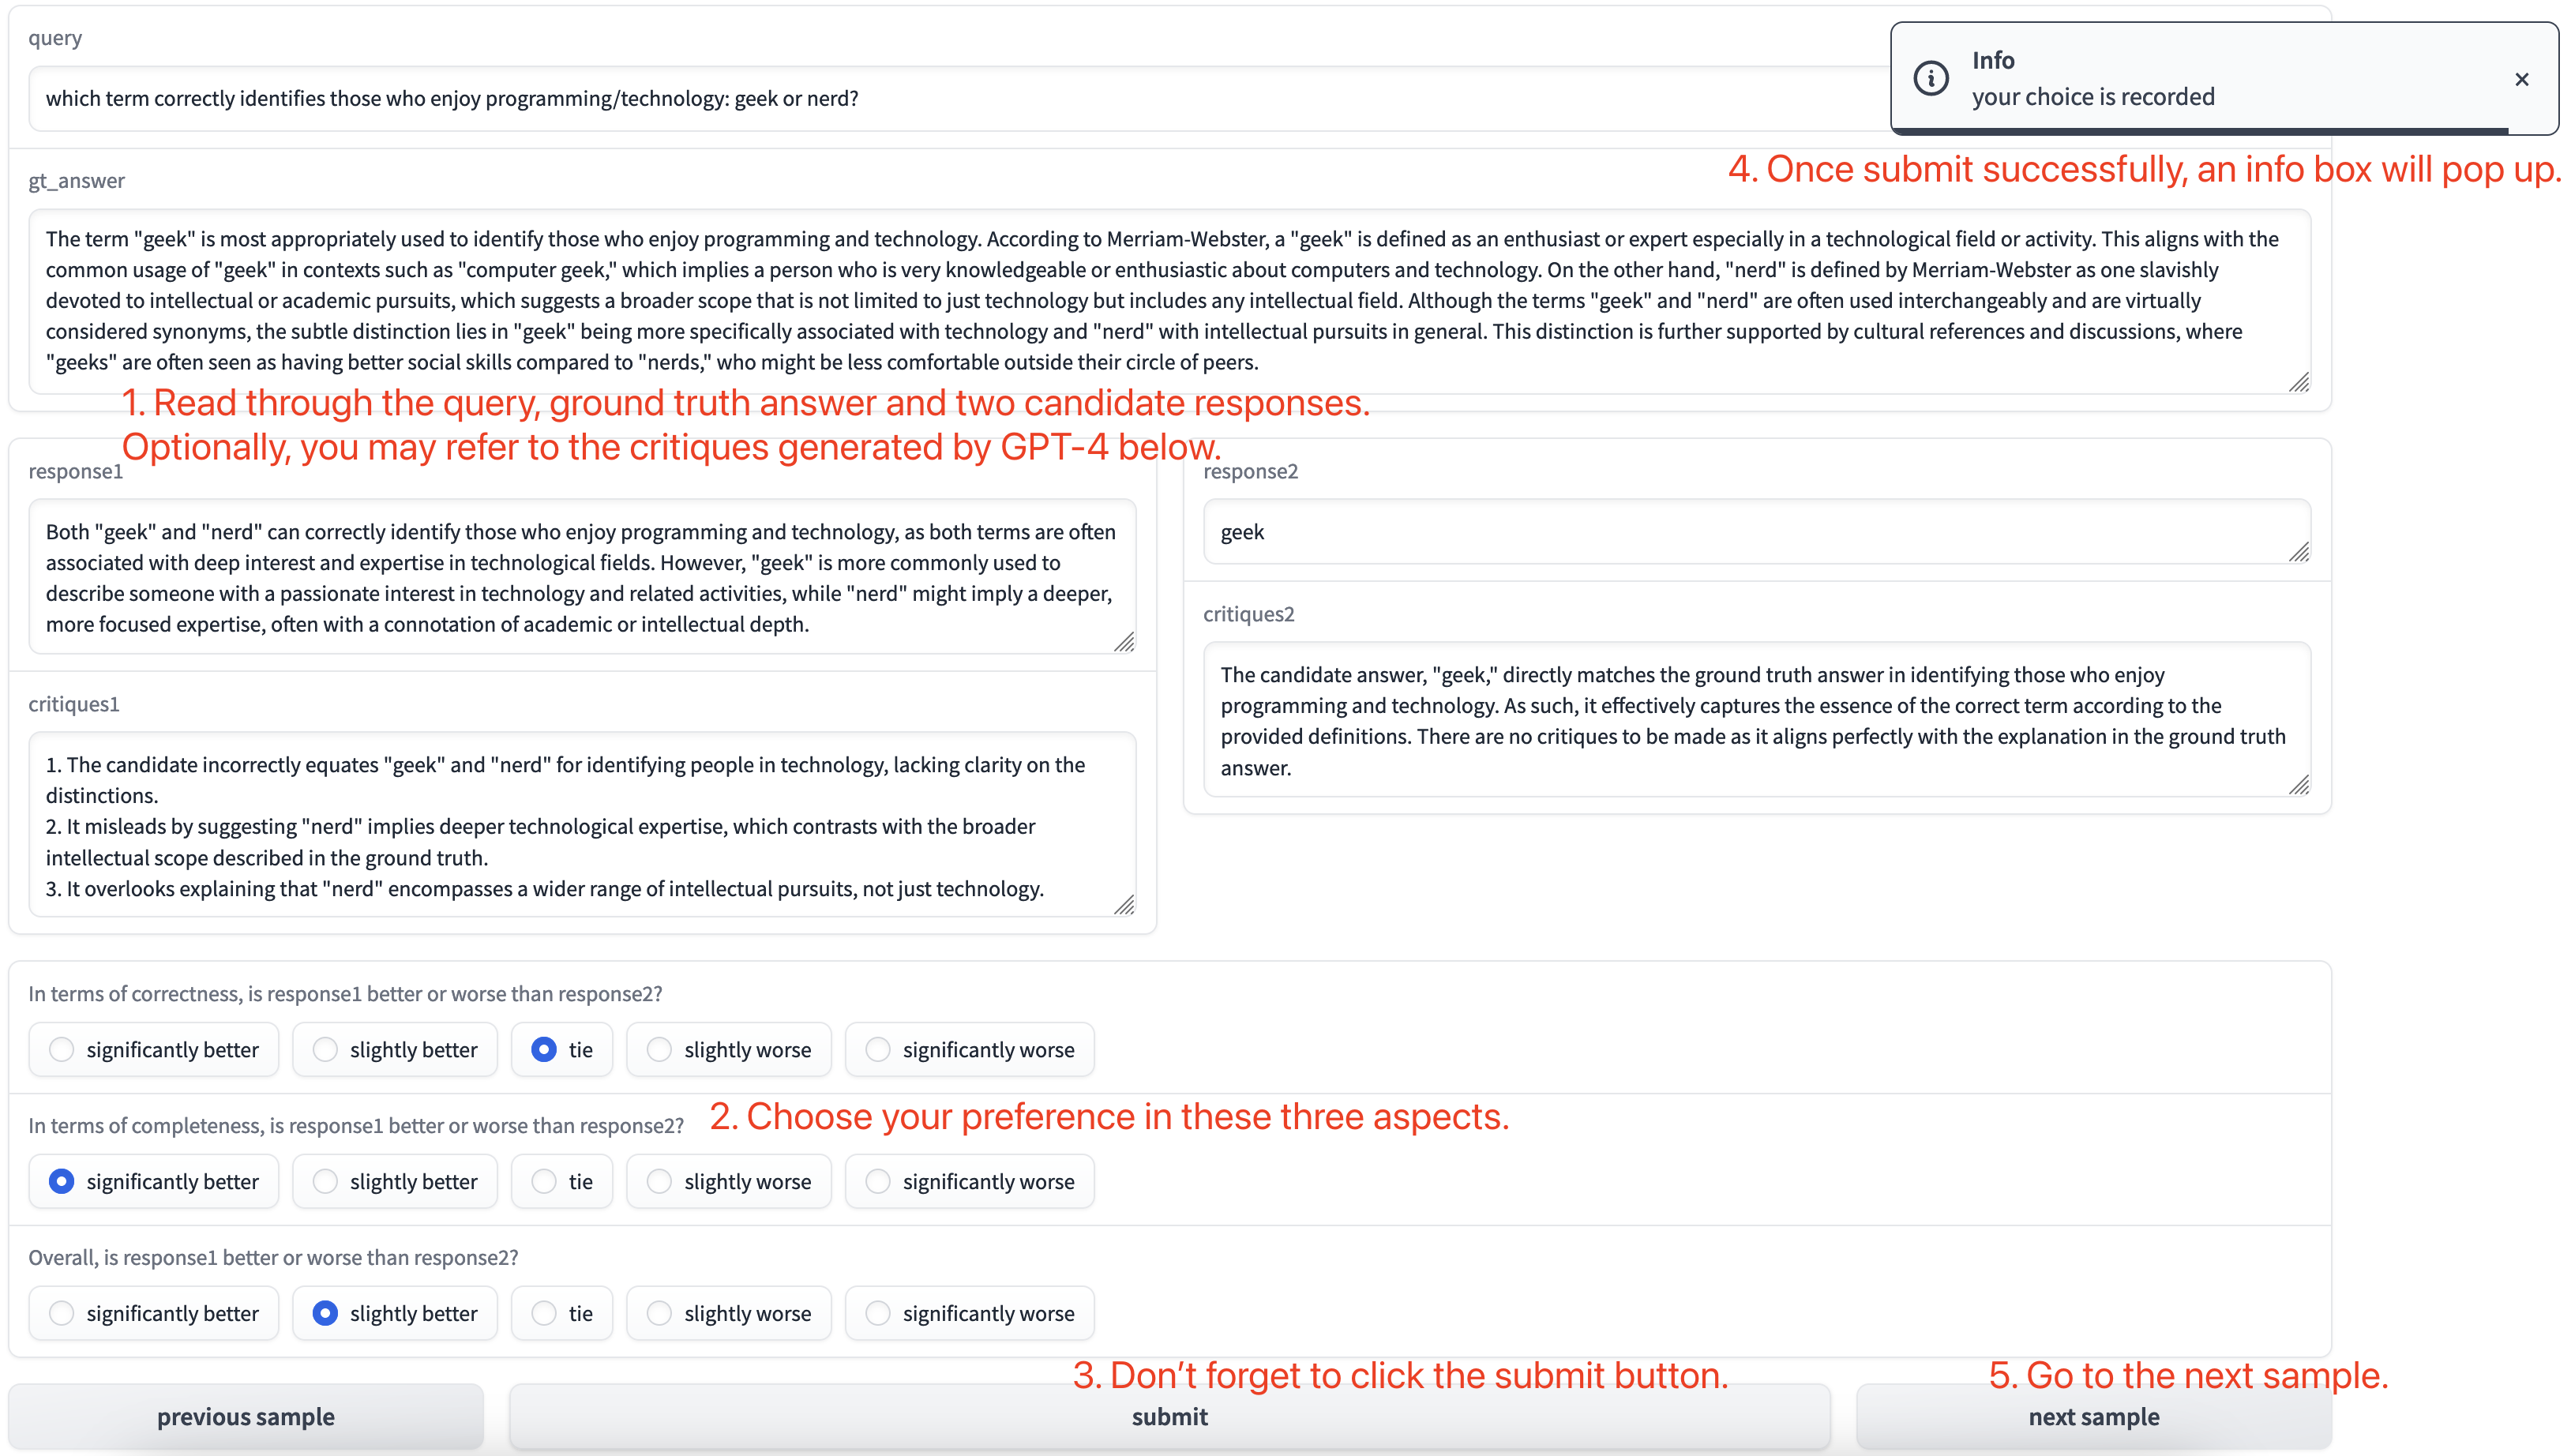 query
which term correctly identifies those who enjoy programming/technology: geek or nerd?
Info
your choice is recorded
×
4. Once submit successfully, an info box will pop up.
gt_answer
The term "geek" is most appropriately used to identify those who enjoy programming and technology. According to Merriam-Webster, a "geek" is defined as an enthusiast or expert especially in a technological field or activity. This aligns with the
common usage of "geek" in contexts such as "computer geek," which implies a person who is very knowledgeable or enthusiastic about computers and technology. On the other hand, "nerd" is defined by Merriam-Webster as one slavishly
devoted to intellectual or academic pursuits, which suggests a broader scope that is not limited to just technology but includes any intellectual field. Although the terms "geek" and "nerd" are often used interchangeably and are virtually
considered synonyms, the subtle distinction lies in "geek" being more specifically associated with technology and "nerd" with intellectual pursuits in general. This distinction is further supported by cultural references and discussions, where
"geeks" are often seen as having better social skills compared to "nerds," who might be less comfortable outside their circle of peers.
1. Read through the query, ground truth answer and two candidate responses.
Optionally, you may refer to the critiques generated by GPT-4 below.
response1
Both "geek" and "nerd" can correctly identify those who enjoy programming and technology, as both terms are often
associated with deep interest and expertise in technological fields. However, "geek" is more commonly used to
describe someone with a passionate interest in technology and related activities, while "nerd" might imply a deeper,
more focused expertise, often with a connotation of academic or intellectual depth.
critiques1
1. The candidate incorrectly equates "geek" and "nerd" for identifying people in technology, lacking clarity on the
distinctions.
2. It misleads by suggesting "nerd" implies deeper technological expertise, which contrasts with the broader
intellectual scope described in the ground truth.
3. It overlooks explaining that "nerd" encompasses a wider range of intellectual pursuits, not just technology.
response2
geek
critiques2
The candidate answer, "geek," directly matches the ground truth answer in identifying those who enjoy
programming and technology. As such, it effectively captures the essence of the correct term according to the
provided definitions. There are no critiques to be made as it aligns perfectly with the explanation in the ground truth
answer.
In terms of correctness, is response1 better or worse than response2?
significantly better slightly better tie slightly worse significantly worse
2. Choose your preference in these three aspects.
In terms of completeness, is response1 better or worse than response2?
significantly better slightly better tie slightly worse significantly worse
Overall, is response1 better or worse than response2?
significantly better slightly better tie slightly worse significantly worse
3. Don’t forget to click the submit button.
5. Go to the next sample.
previous sample
submit
next sample